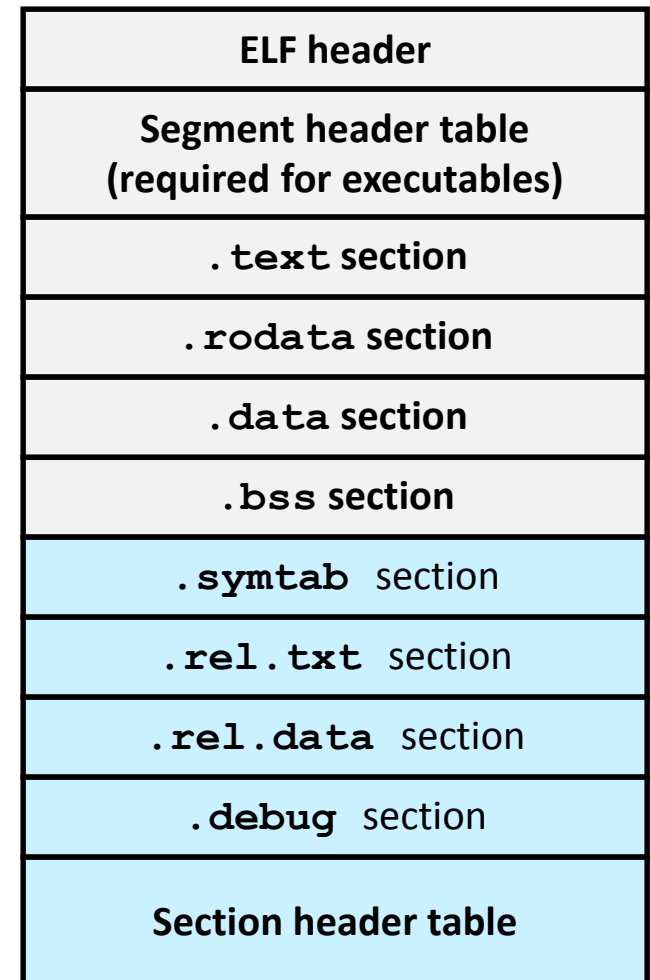 ELF header
Segment header table
(required for executables)
.text section
.rodata section
.data section
.bss section
.symtab section
.rel.txt section
.rel.data section
.debug section
Section header table